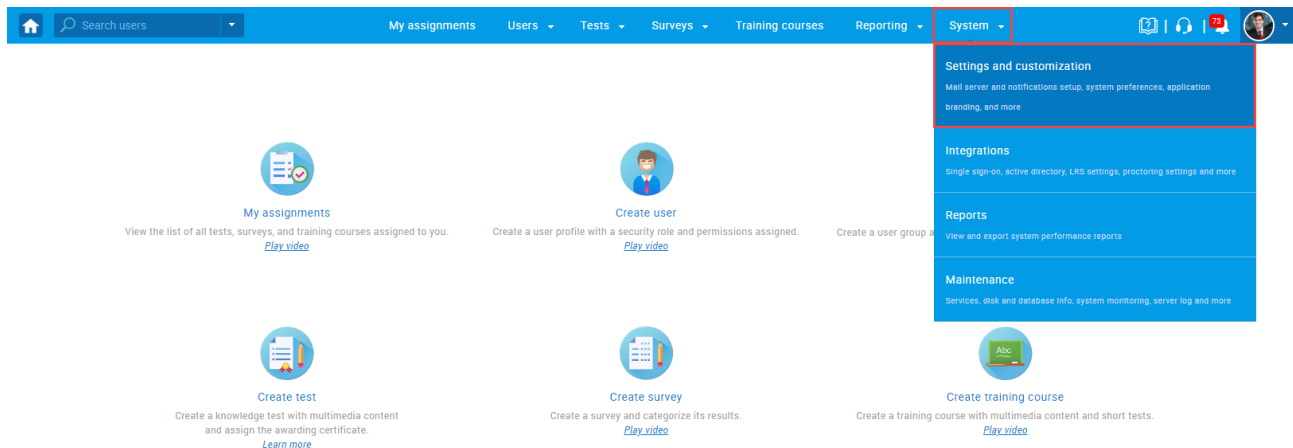 Search users
My assignments
Users
Tests
Surveys
Training courses
Reporting
System
73
Settings and customization
Mail server and notifications setup, system preferences, application
branding, and more
Integrations
Single sign-on, active directory, LRS settings, proctoring settings and more
Reports
View and export system performance reports
Maintenance
Services, disk and database info, system monitoring, server log and more
My assignments
View the list of all tests, surveys, and training courses assigned to you.
Play video
Create user
Create a user profile with a security role and permissions assigned.
Play video
Create a user group a
Create test
Create a knowledge test with multimedia content
and assign the awarding certificate.
Learn more
Create survey
Create a survey and categorize its results.
Play video
Abc
Create training course
Create a training course with multimedia content and short tests.
Play video